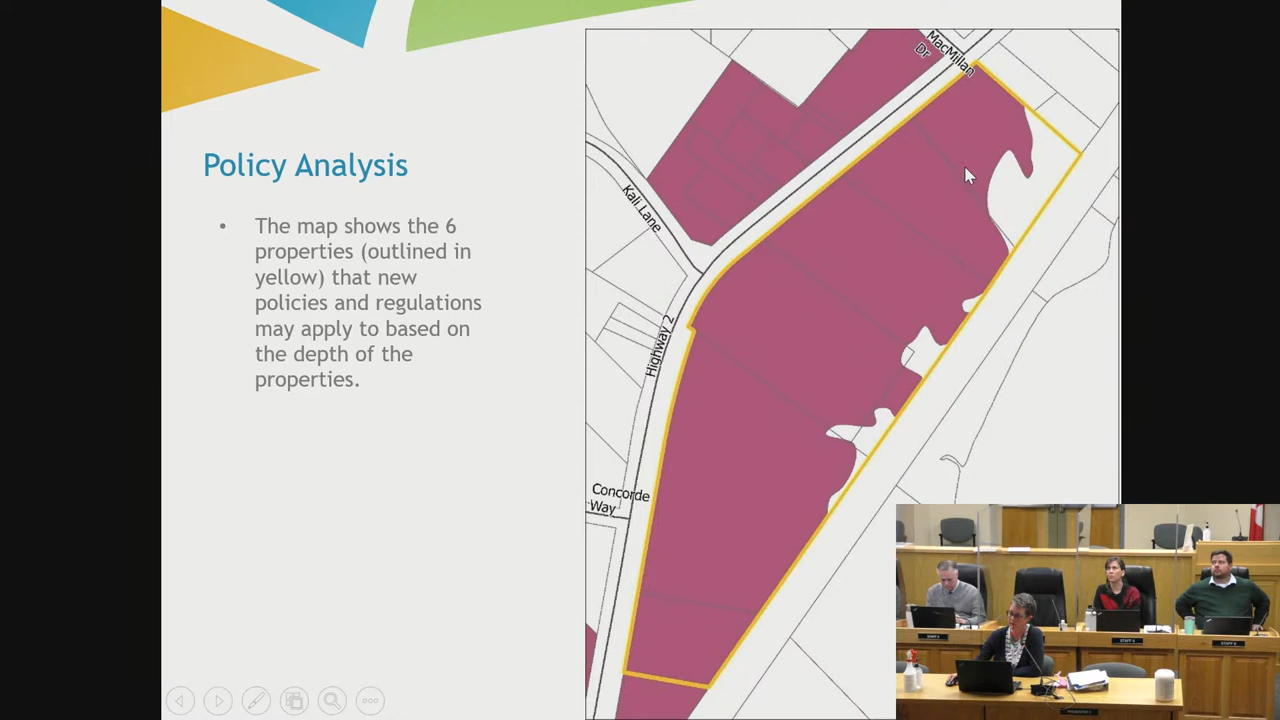 Policy Analysis
• The map shows the 6
properties (outlined in
yellow) that new
policies and regulations
may apply to based on
the depth of the
properties.
MacMillan
Dr
Kali Lane
Highway 2
Concorde
Way